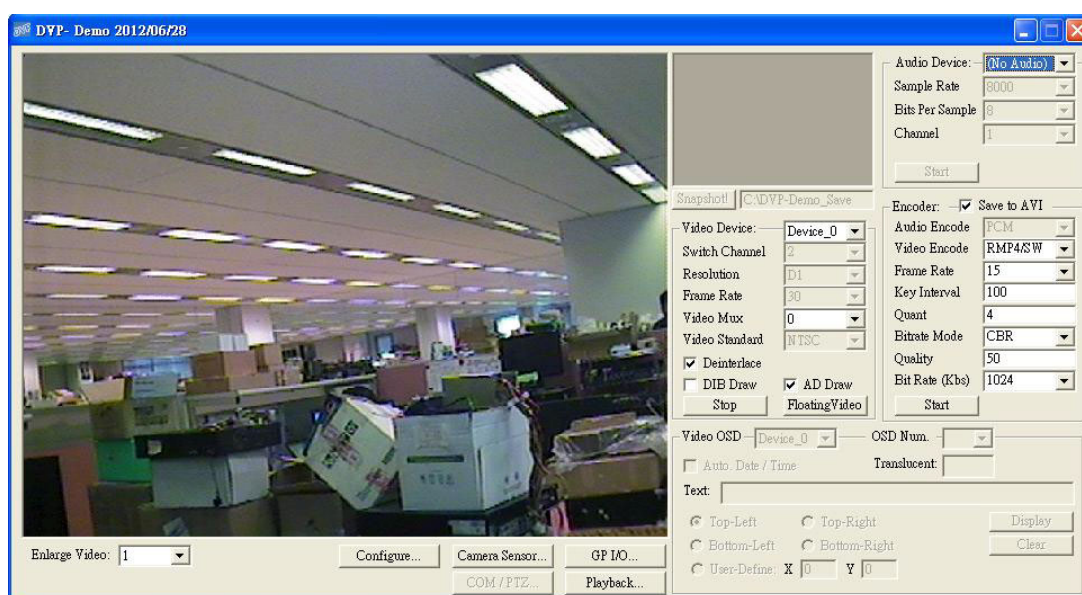 DVP- Demo 2012/06/28
Audio Device: (No Audio)
Sample Rate 8000
Bits Per Sample 8
Channel 1
Start
Snapshot! C:\DVP-Demo_Save
Video Device: Device_0
Switch Channel 2
Resolution D1
Frame Rate 30
Video Mux 0
Video Standard NTSC
Deinterlace
DIB Draw AD Draw
Stop FloatingVideo
Encoder: Save to AVI
Audio Encode PCM
Video Encode RMP4/SW
Frame Rate 15
Key Interval 100
Quant 4
Bitrate Mode CBR
Quality 50
Bit Rate (Kbs) 1024
Start
Video OSD Device_0 OSD Num.
Auto. Date / Time Translucent:
Text:
Top-Left Top-Right Display
Bottom-Left Bottom-Right Clear
User-Define: X 0 Y 0
Enlarge Video: 1 Configure... Camera Sensor... GP I/O...
COM / PTZ... Playback...